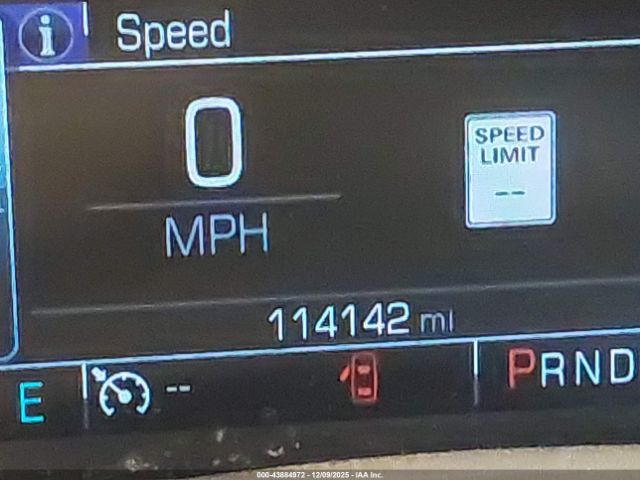 i Speed
0
MPH
SPEED
LIMIT
--
114142 mi
E -- PRND
000-43884972 - 12/09/2025 - IAA Inc.